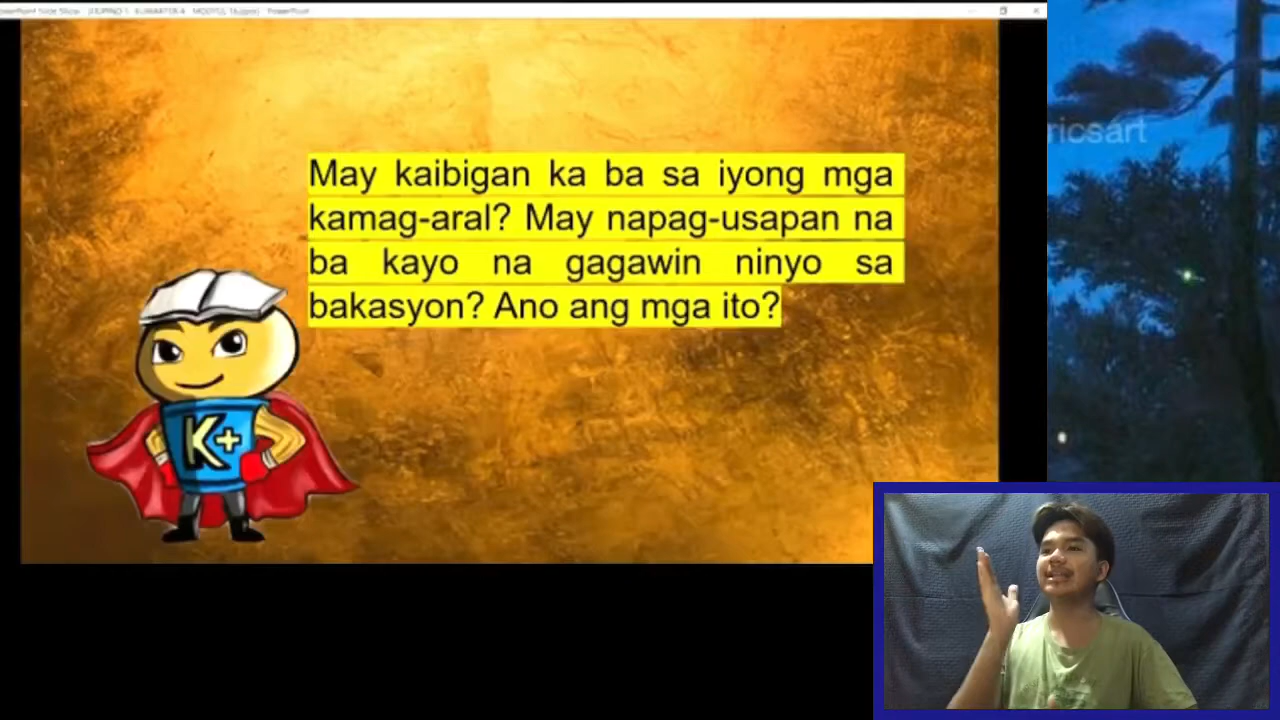 May kaibigan ka ba sa iyong mga
kamag-aral? May napag-usapan na
ba kayo na gagawin ninyo sa
bakasyon? Ano ang mga ito?
K+
ricsart